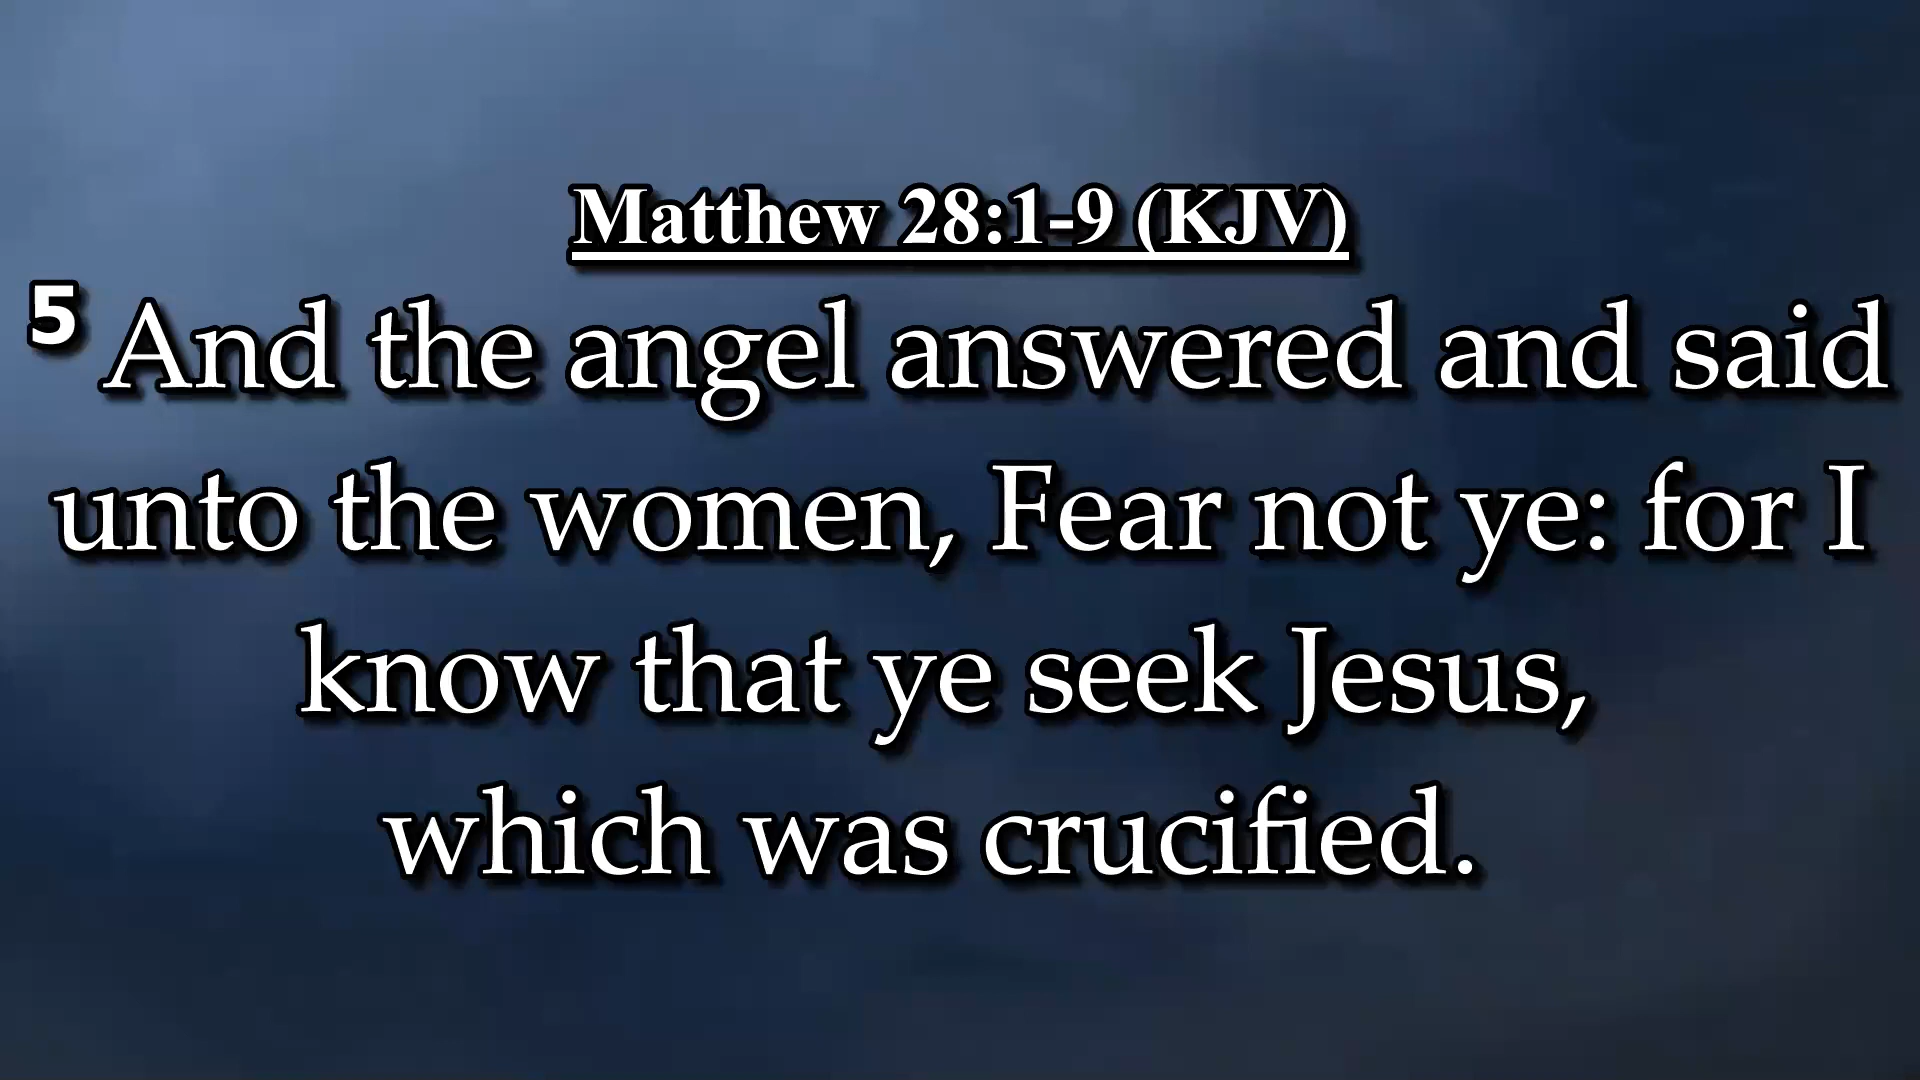 Matthew 28:1-9 (KJV)
5 And the angel answered and said
unto the women, Fear not ye: for I
know that ye seek Jesus,
which was crucified.